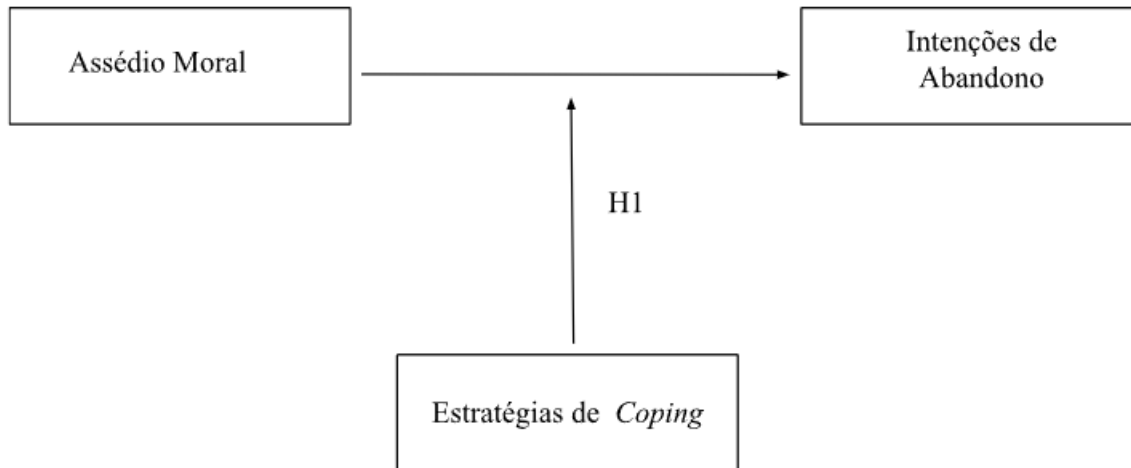 Assédio Moral
Intenções de
Abandono
H1
Estratégias de Coping